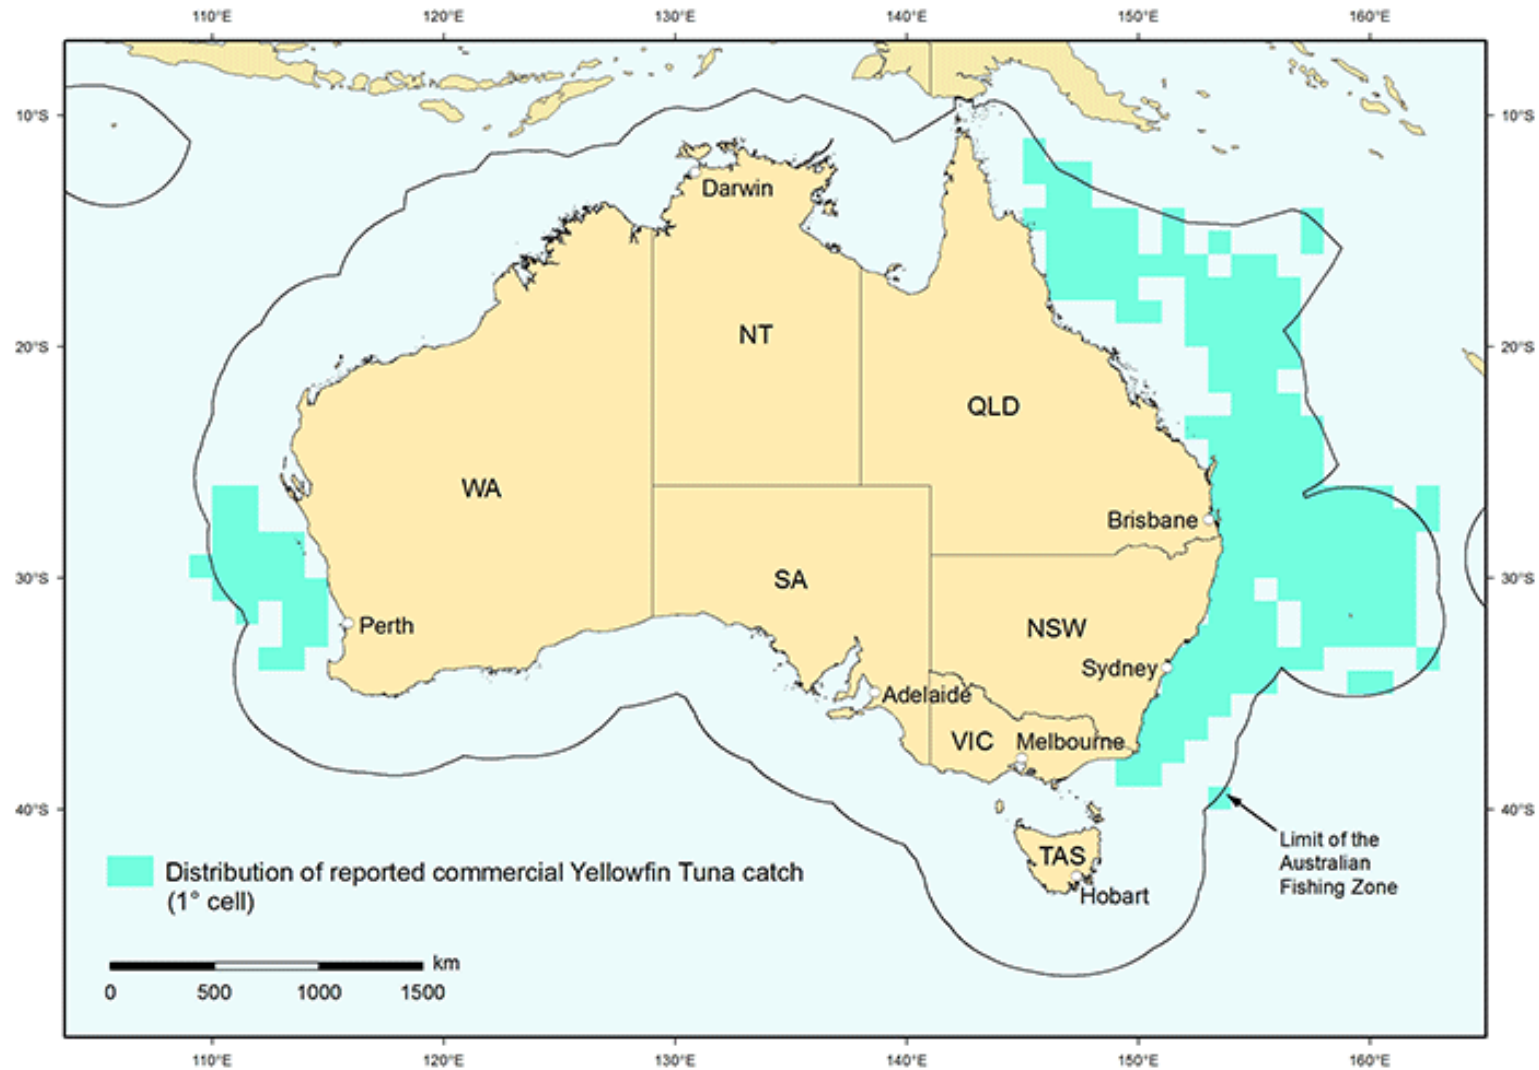 110°E 120°E 130°E 140°E 150°E 160°E
10°S 10°S
Darwin
NT
20°S 20°S
QLD
WA
Brisbane
30°S SA 30°S
Perth
NSW
Sydney
Adelaide
VIC Melbourne
40°S 40°S
Limit of the
Australian
Fishing Zone
TAS
Hobart
Distribution of reported commercial Yellowfin Tuna catch
(1° cell)
km
0 500 1000 1500
110°E 120°E 130°E 140°E 150°E 160°E